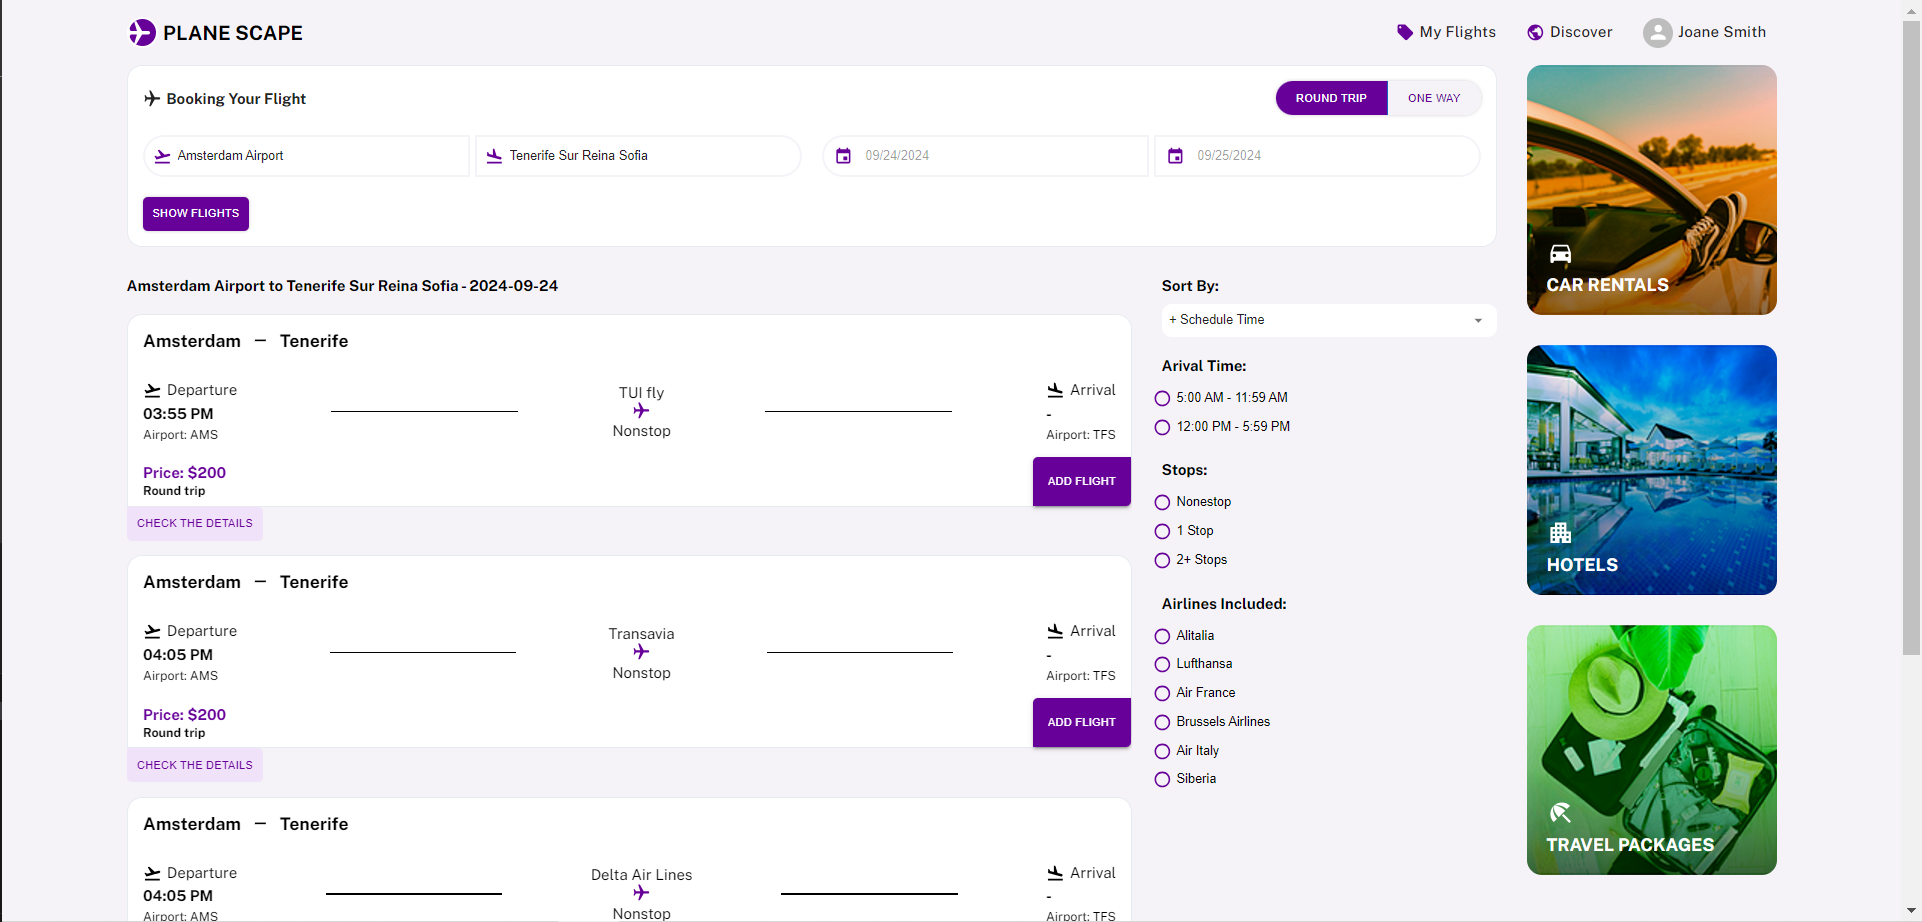 PLANE SCAPE
My Flights
Discover
Joane Smith
Booking Your Flight
ROUND TRIP
ONE WAY
Amsterdam Airport
Tenerife Sur Reina Sofia
09/24/2024
09/25/2024
SHOW FLIGHTS
Amsterdam Airport to Tenerife Sur Reina Sofia - 2024-09-24
Amsterdam — Tenerife
Departure
03:55 PM
Airport: AMS
TUI fly
Nonstop
Arrival
-
Airport: TFS
Price: $200
Round trip
ADD FLIGHT
CHECK THE DETAILS
Amsterdam — Tenerife
Departure
04:05 PM
Airport: AMS
Transavia
Nonstop
Arrival
-
Airport: TFS
Price: $200
Round trip
ADD FLIGHT
CHECK THE DETAILS
Amsterdam — Tenerife
Departure
04:05 PM
Airport: AMS
Delta Air Lines
Nonstop
Arrival
-
Airport: TFS
Sort By:
+ Schedule Time
Arival Time:
5:00 AM - 11:59 AM
12:00 PM - 5:59 PM
Stops:
Nonestop
1 Stop
2+ Stops
Airlines Included:
Alitalia
Lufthansa
Air France
Brussels Airlines
Air Italy
Siberia
CAR RENTALS
HOTELS
TRAVEL PACKAGES